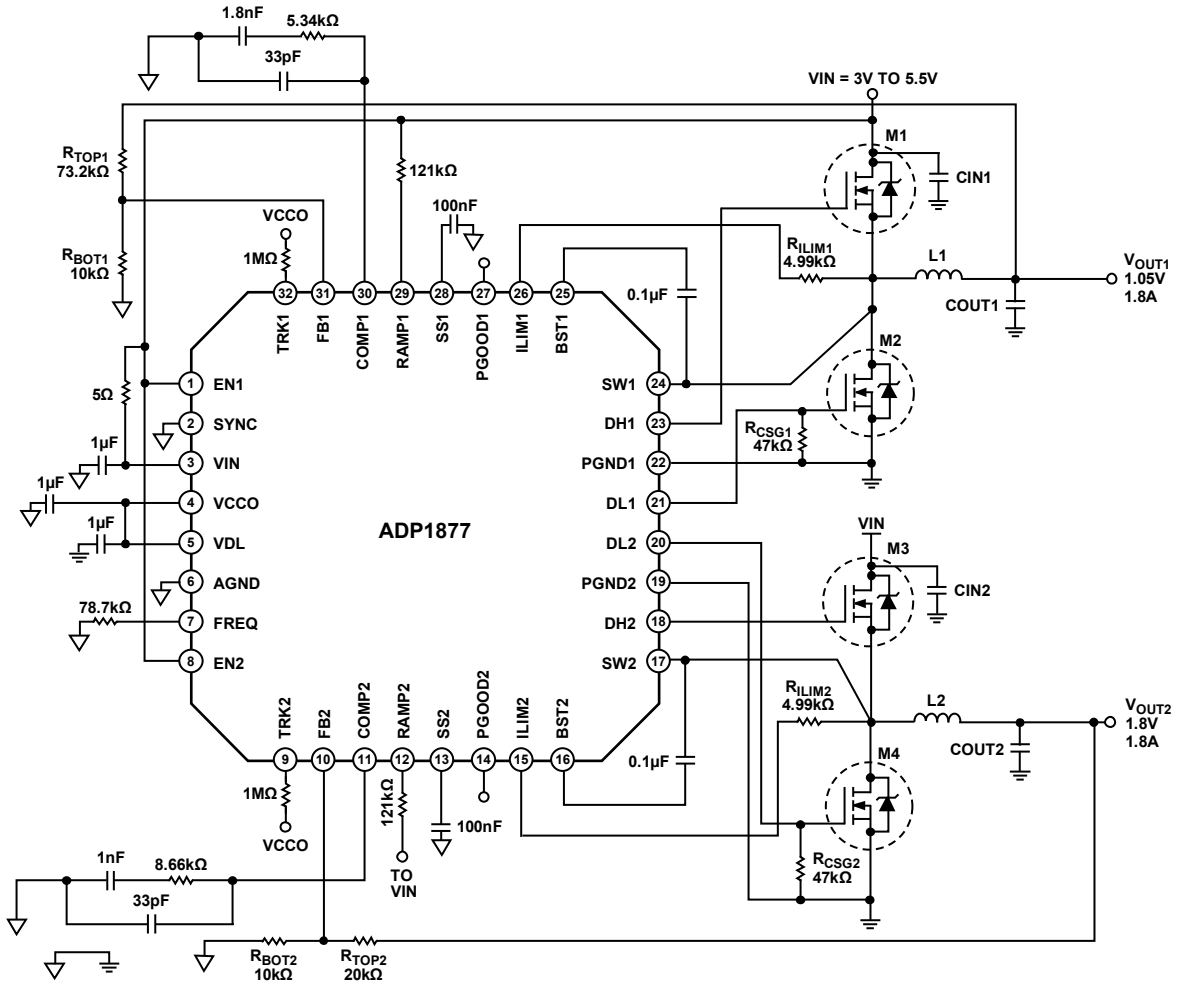 1.8nF
5.34kΩ
33pF
VIN = 3V TO 5.5V
M1
RTOP1
73.2kΩ
121kΩ
CIN1
VCCO
100nF
RBOT1
10kΩ
1MΩ
RILIM1
4.99kΩ
L1
VOUT1
1.05V
1.8A
32
31
30
29
28
27
26
25
0.1µF
COUT1
TRK1
FB1
COMP1
RAMP1
SS1
PGOOD1
ILIM1
BST1
M2
5Ω
1 EN1
SW1 24
2 SYNC
DH1 23
1µF
RCSG1
47kΩ
3 VIN
PGND1 22
1µF
4 VCCO
DL1 21
ADP1877
VIN
1µF
5 VDL
DL2 20
M3
6 AGND
PGND2 19
CIN2
78.7kΩ
7 FREQ
DH2 18
8 EN2
SW2 17
TRK2
FB2
COMP2
RAMP2
SS2
PGOOD2
ILIM2
BST2
RILIM2
4.99kΩ
L2
VOUT2
1.8V
1.8A
COUT2
9
10
11
12
13
14
15
16
0.1µF
M4
1MΩ
121kΩ
100nF
VCCO
TO
VIN
1nF
8.66kΩ
RCSG2
47kΩ
33pF
RBOT2
10kΩ
RTOP2
20kΩ